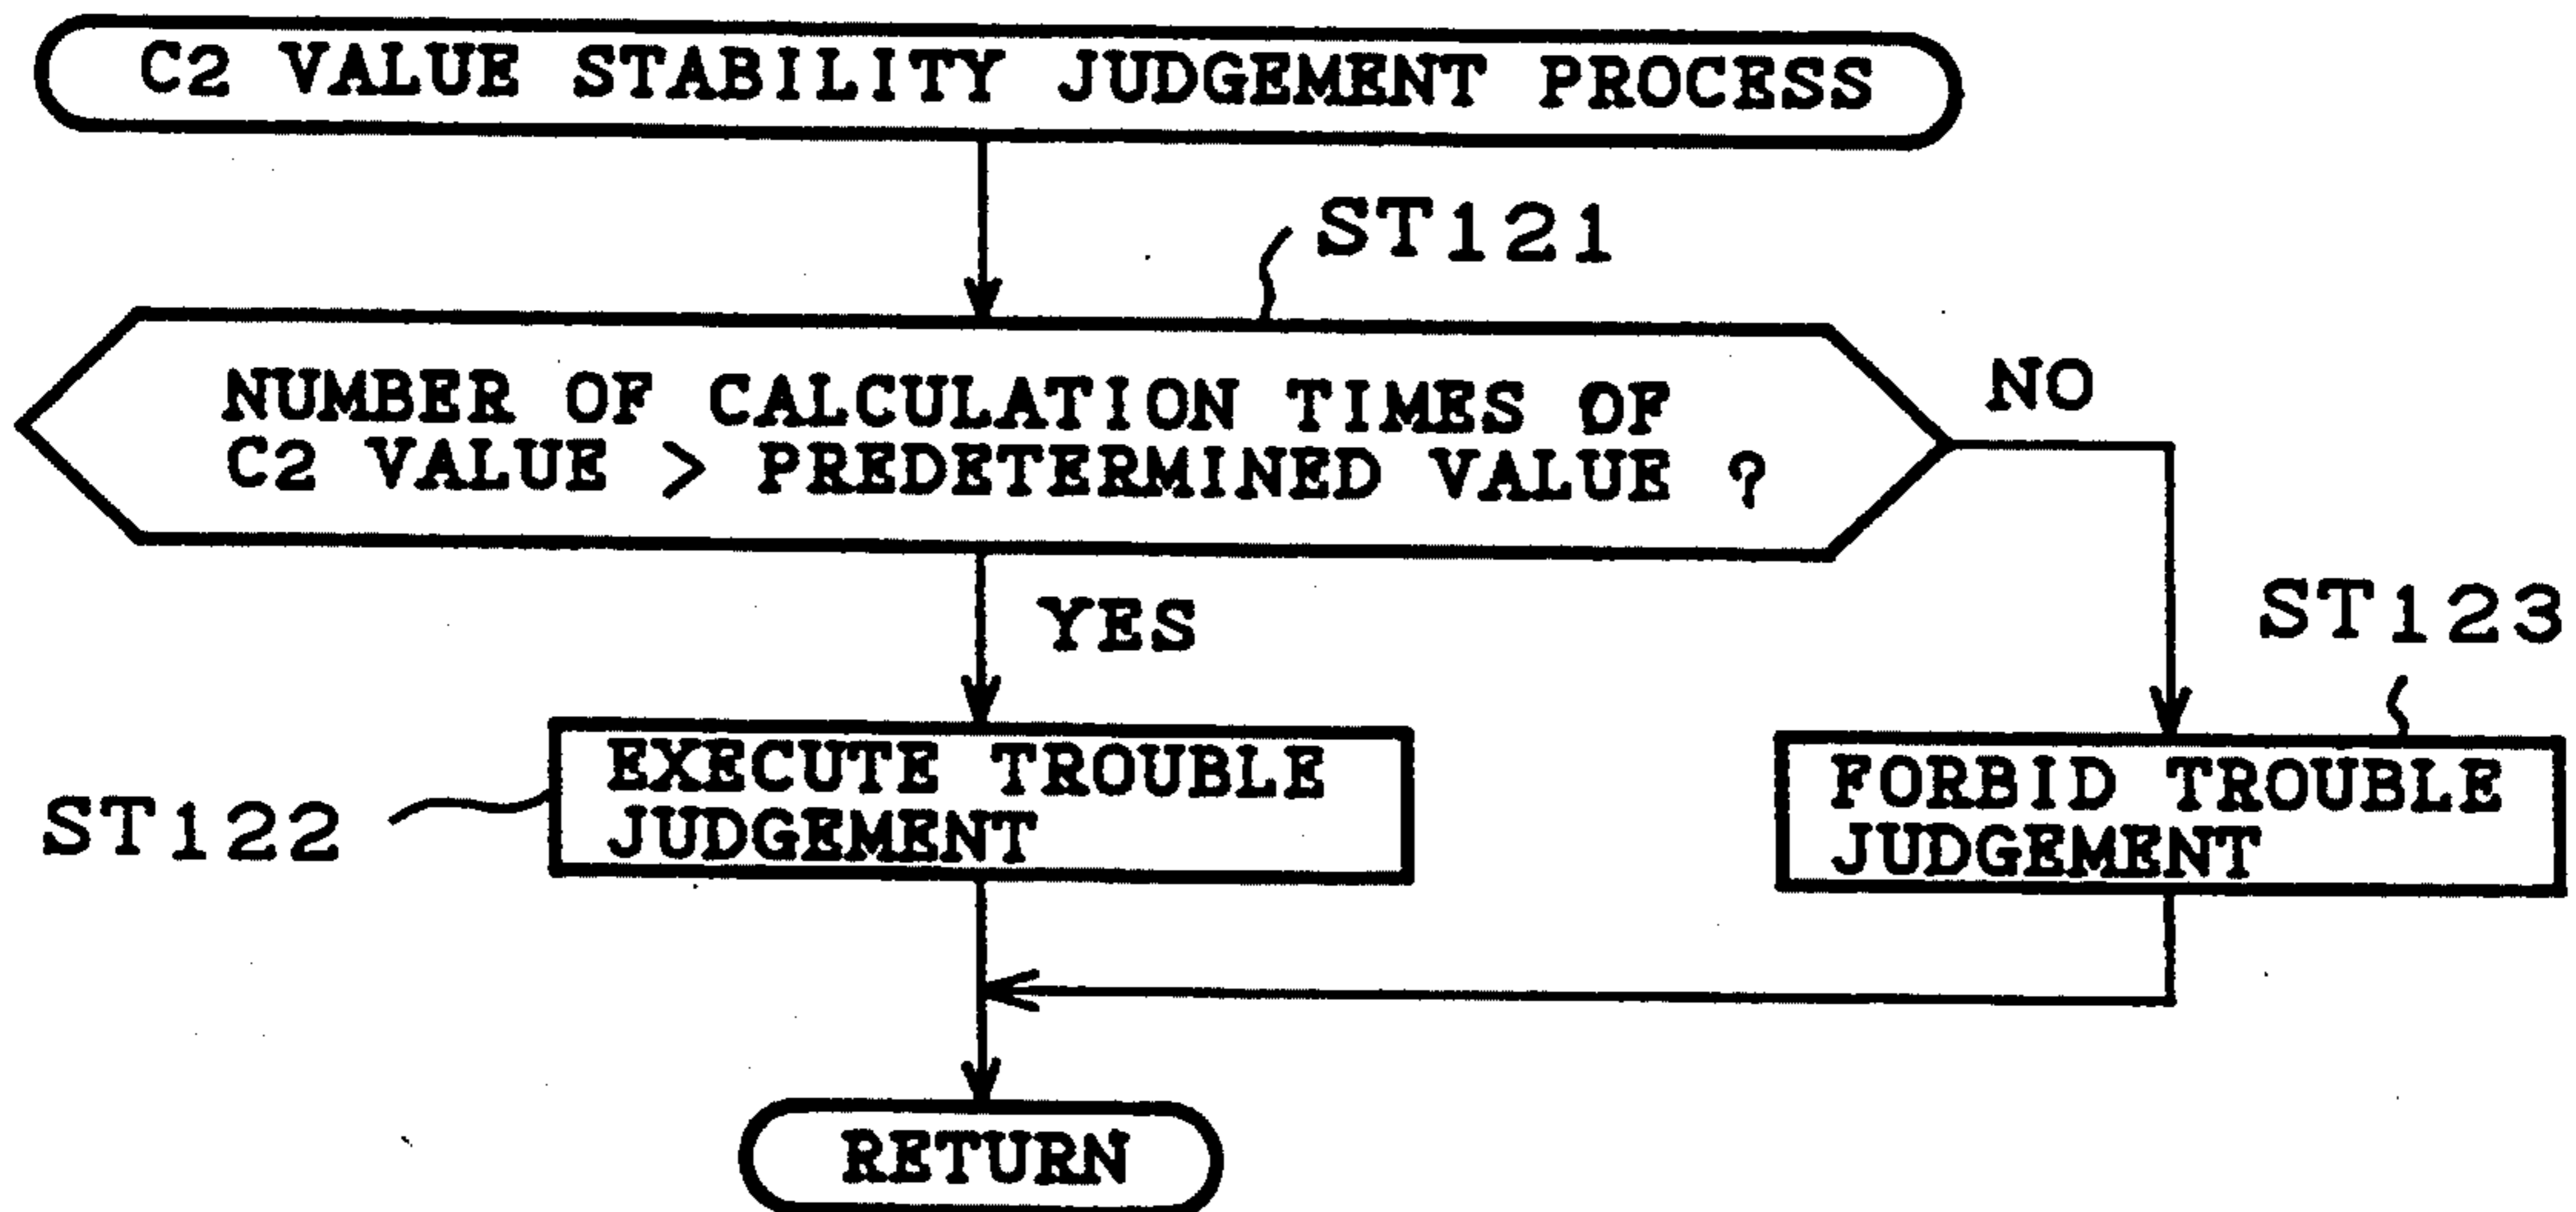 C2 VALUE STABILITY JUDGEMENT PROCESS
ST121
NUMBER OF CALCULATION TIMES OF
C2 VALUE > PREDETERMINED VALUE ?
NO
YES
ST123
EXECUTE TROUBLE
JUDGEMENT
ST122
FORBID TROUBLE
JUDGEMENT
RETURN